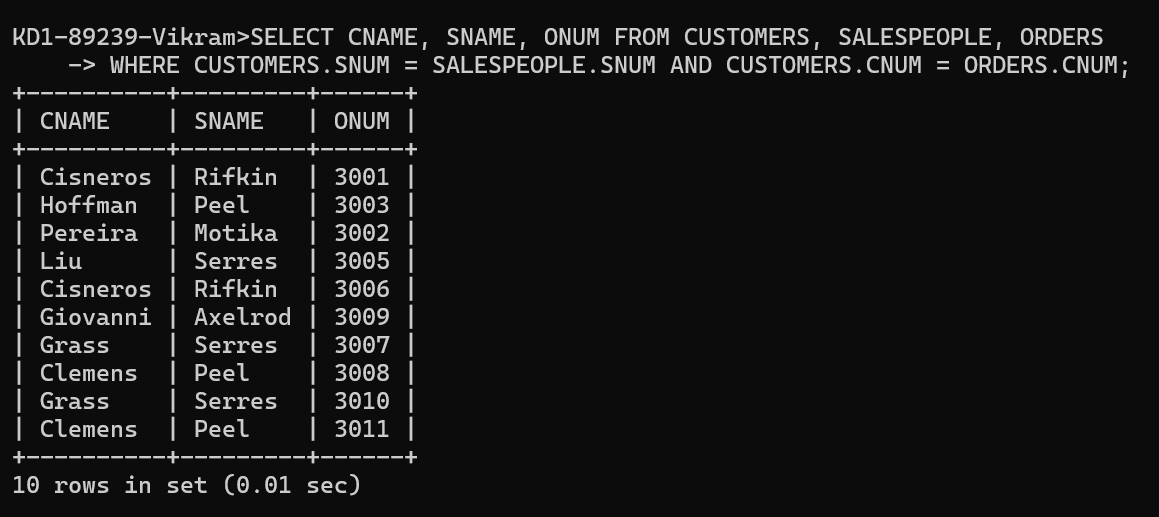 KD1-89239-Vikram>SELECT CNAME, SNAME, ONUM FROM CUSTOMERS, SALESPEOPLE, ORDERS
    -> WHERE CUSTOMERS.SNUM = SALESPEOPLE.SNUM AND CUSTOMERS.CNUM = ORDERS.CNUM;
+----------+---------+------+
| CNAME    | SNAME   | ONUM |
+----------+---------+------+
| Cisneros | Rifkin  | 3001 |
| Hoffman  | Peel    | 3003 |
| Pereira  | Motika  | 3002 |
| Liu      | Serres  | 3005 |
| Cisneros | Rifkin  | 3006 |
| Giovanni | Axelrod | 3009 |
| Grass    | Serres  | 3007 |
| Clemens  | Peel    | 3008 |
| Grass    | Serres  | 3010 |
| Clemens  | Peel    | 3011 |
+----------+---------+------+
10 rows in set (0.01 sec)